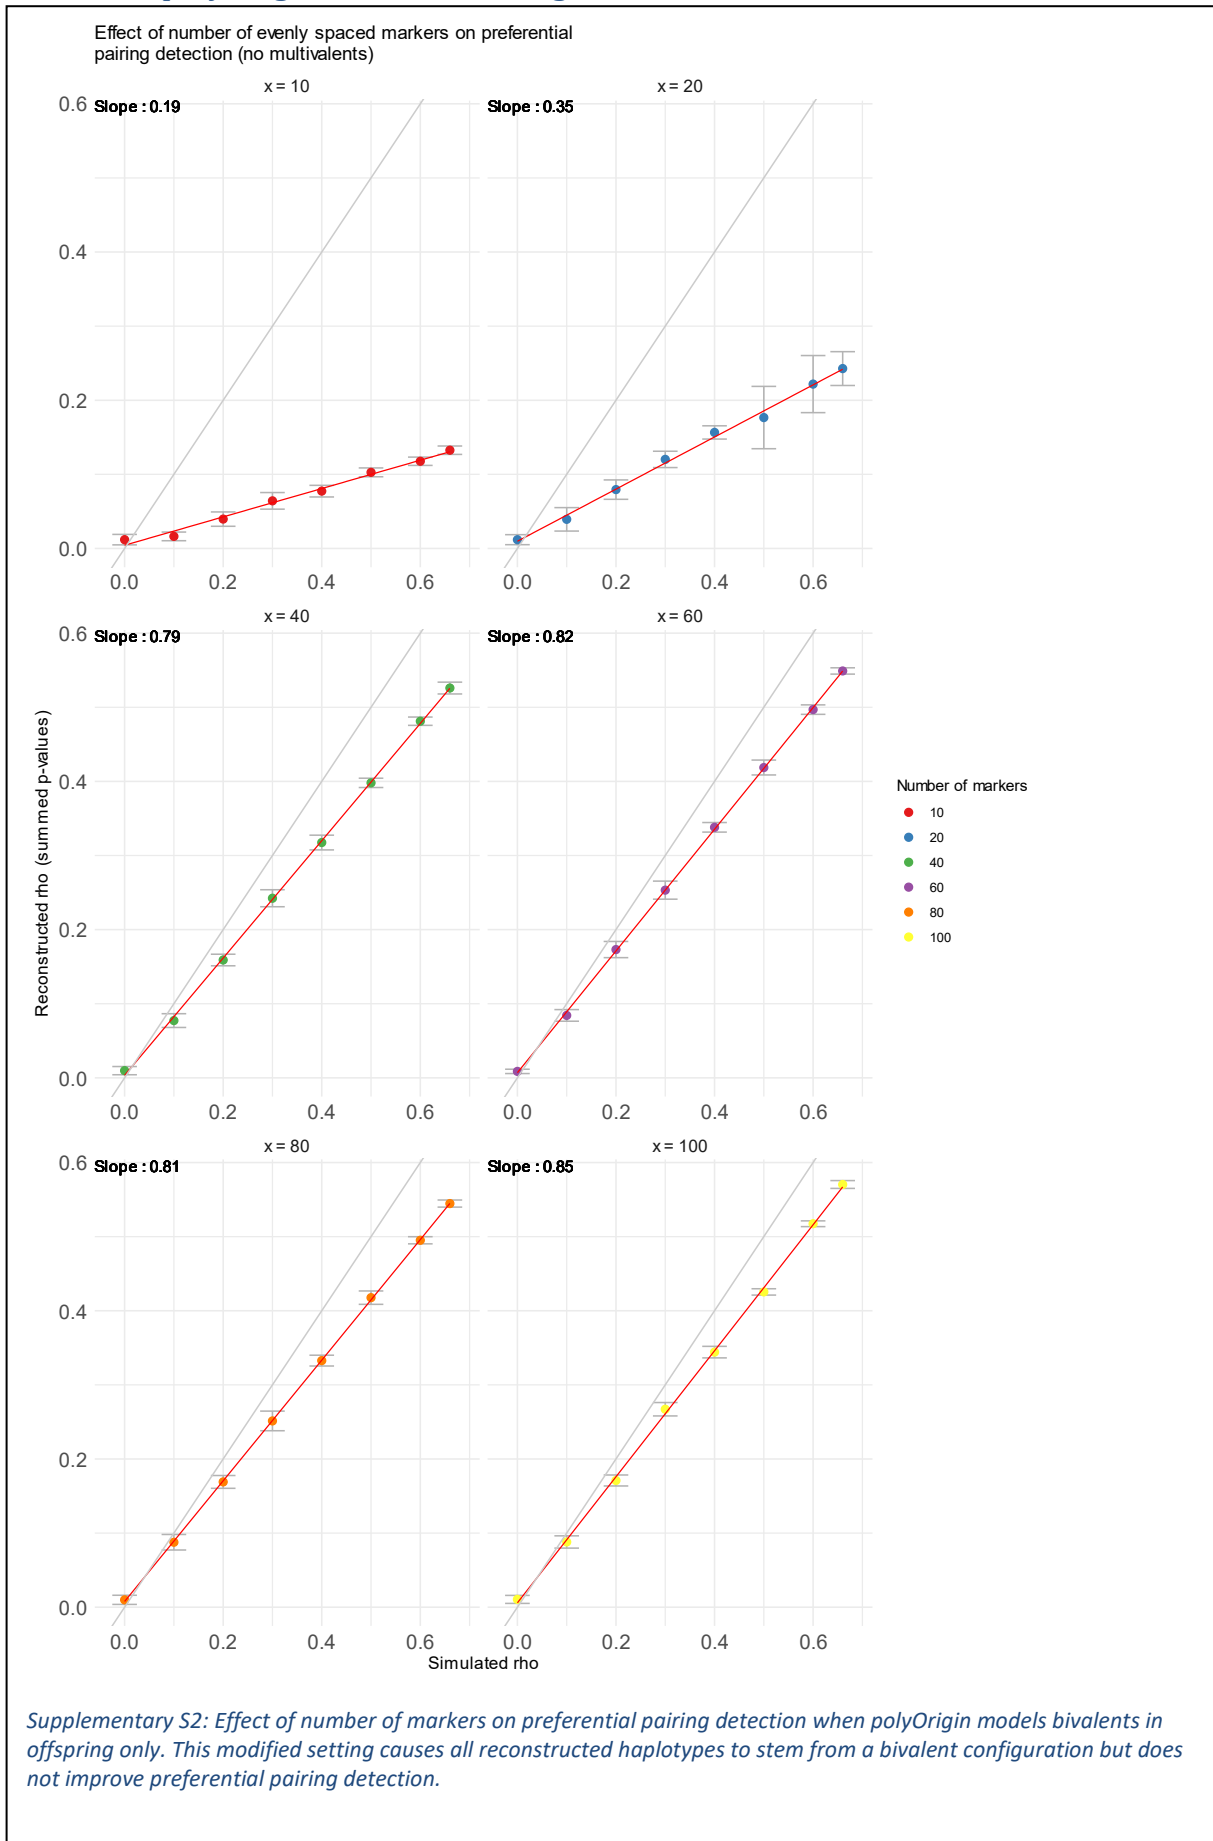 Effect of number of evenly spaced markers on preferential
pairing detection (no multivalents)
x = 10
x = 20
Slope : 0.19
Slope : 0.35
0.6
0.4
0.2
0.0
0.0 0.2 0.4 0.6
0.0 0.2 0.4 0.6
x = 40
x = 60
Slope : 0.79
Slope : 0.82
0.6
0.4
0.2
0.0
0.0 0.2 0.4 0.6
0.0 0.2 0.4 0.6
x = 80
x = 100
Slope : 0.81
Slope : 0.85
0.6
0.4
0.2
0.0
0.0 0.2 0.4 0.6
0.0 0.2 0.4 0.6
Reconstructed rho (summed p-values)
Simulated rho
Number of markers
10
20
40
60
80
100
Supplementary S2: Effect of number of markers on preferential pairing detection when polyOrigin models bivalents in
offspring only. This modified setting causes all reconstructed haplotypes to stem from a bivalent configuration but does
not improve preferential pairing detection.